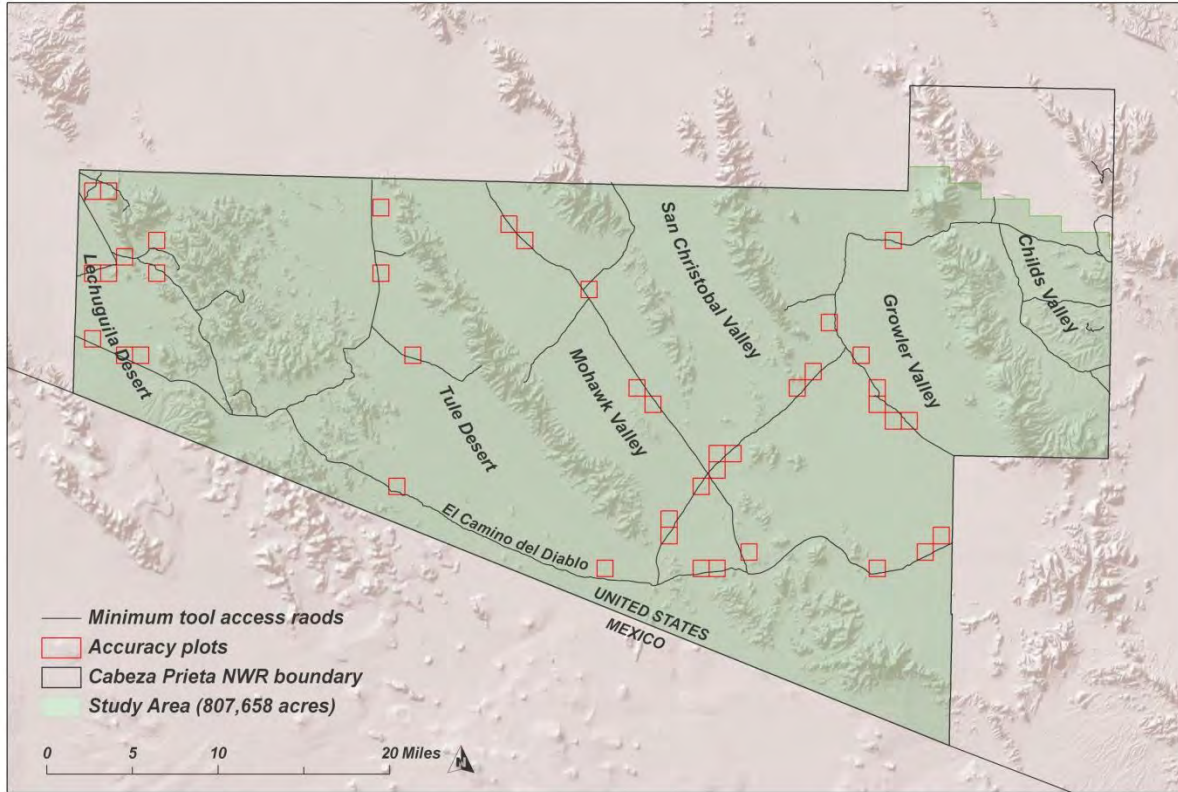 San Christobal Valley
Childs Valley
Lechuguila Desert
Growler Valley
Mohawk Valley
Tule Desert
El Camino del Diablo
UNITED STATES
MEXICO
Minimum tool access raods
Accuracy plots
Cabeza Prieta NWR boundary
Study Area (807,658 acres)
0 5 10 20 Miles
N